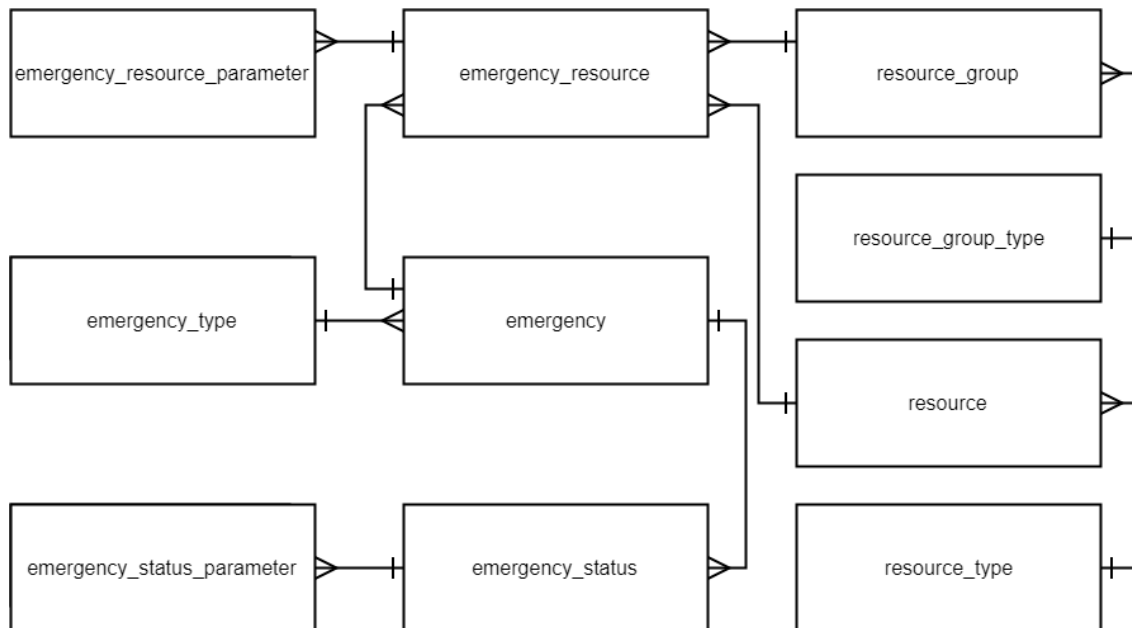 emergency_resource_parameter
emergency_resource
resource_group
resource_group_type
emergency_type
emergency
resource
emergency_status_parameter
emergency_status
resource_type